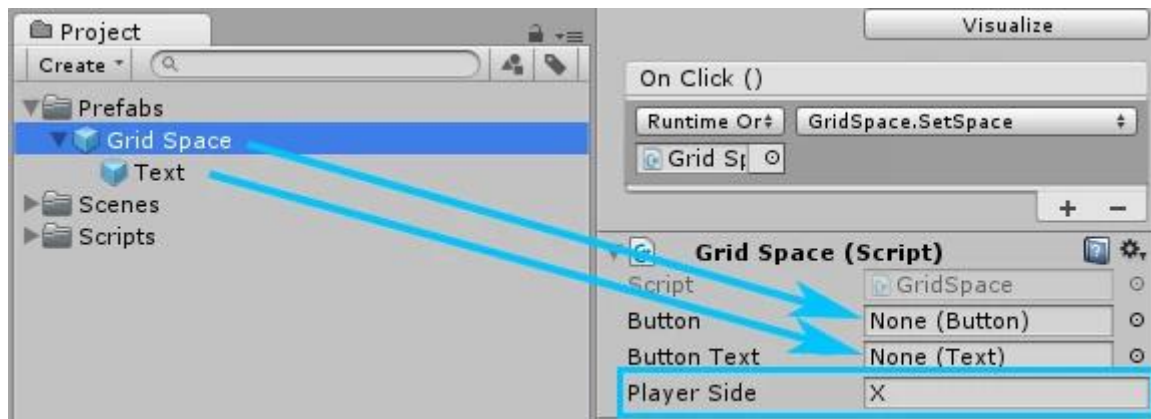 Project
Create
Prefabs
Grid Space
Text
Scenes
Scripts
Visualize
On Click ()
Runtime Or GridSpace.SetSpace
Grid Sp
Grid Space (Script)
Script GridSpace
Button None (Button)
Button Text None (Text)
Player Side X